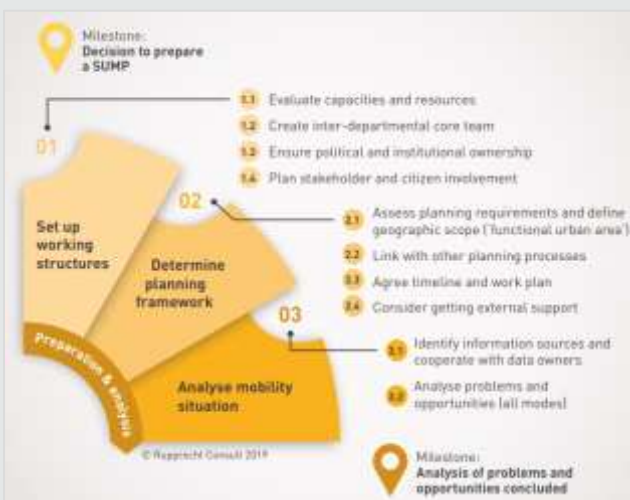 Milestone:
Decision to prepare
a SUMP
01
1.1 Evaluate capacities and resources
1.2 Create inter-departmental core team
1.3 Ensure political and institutional ownership
1.4 Plan stakeholder and citizen involvement
Set up
working
structures
02
2.1 Assess planning requirements and define
geographic scope ('functional urban area')
2.2 Link with other planning processes
2.3 Agree timeline and work plan
2.4 Consider getting external support
Determine
planning
framework
03
3.1 Identify information sources and
cooperate with data owners
3.2 Analyse problems and
opportunities (all modes)
Analyse mobility
situation
Preparation & analysis
© Rupprecht Consult 2019
Milestone:
Analysis of problems and
opportunities concluded